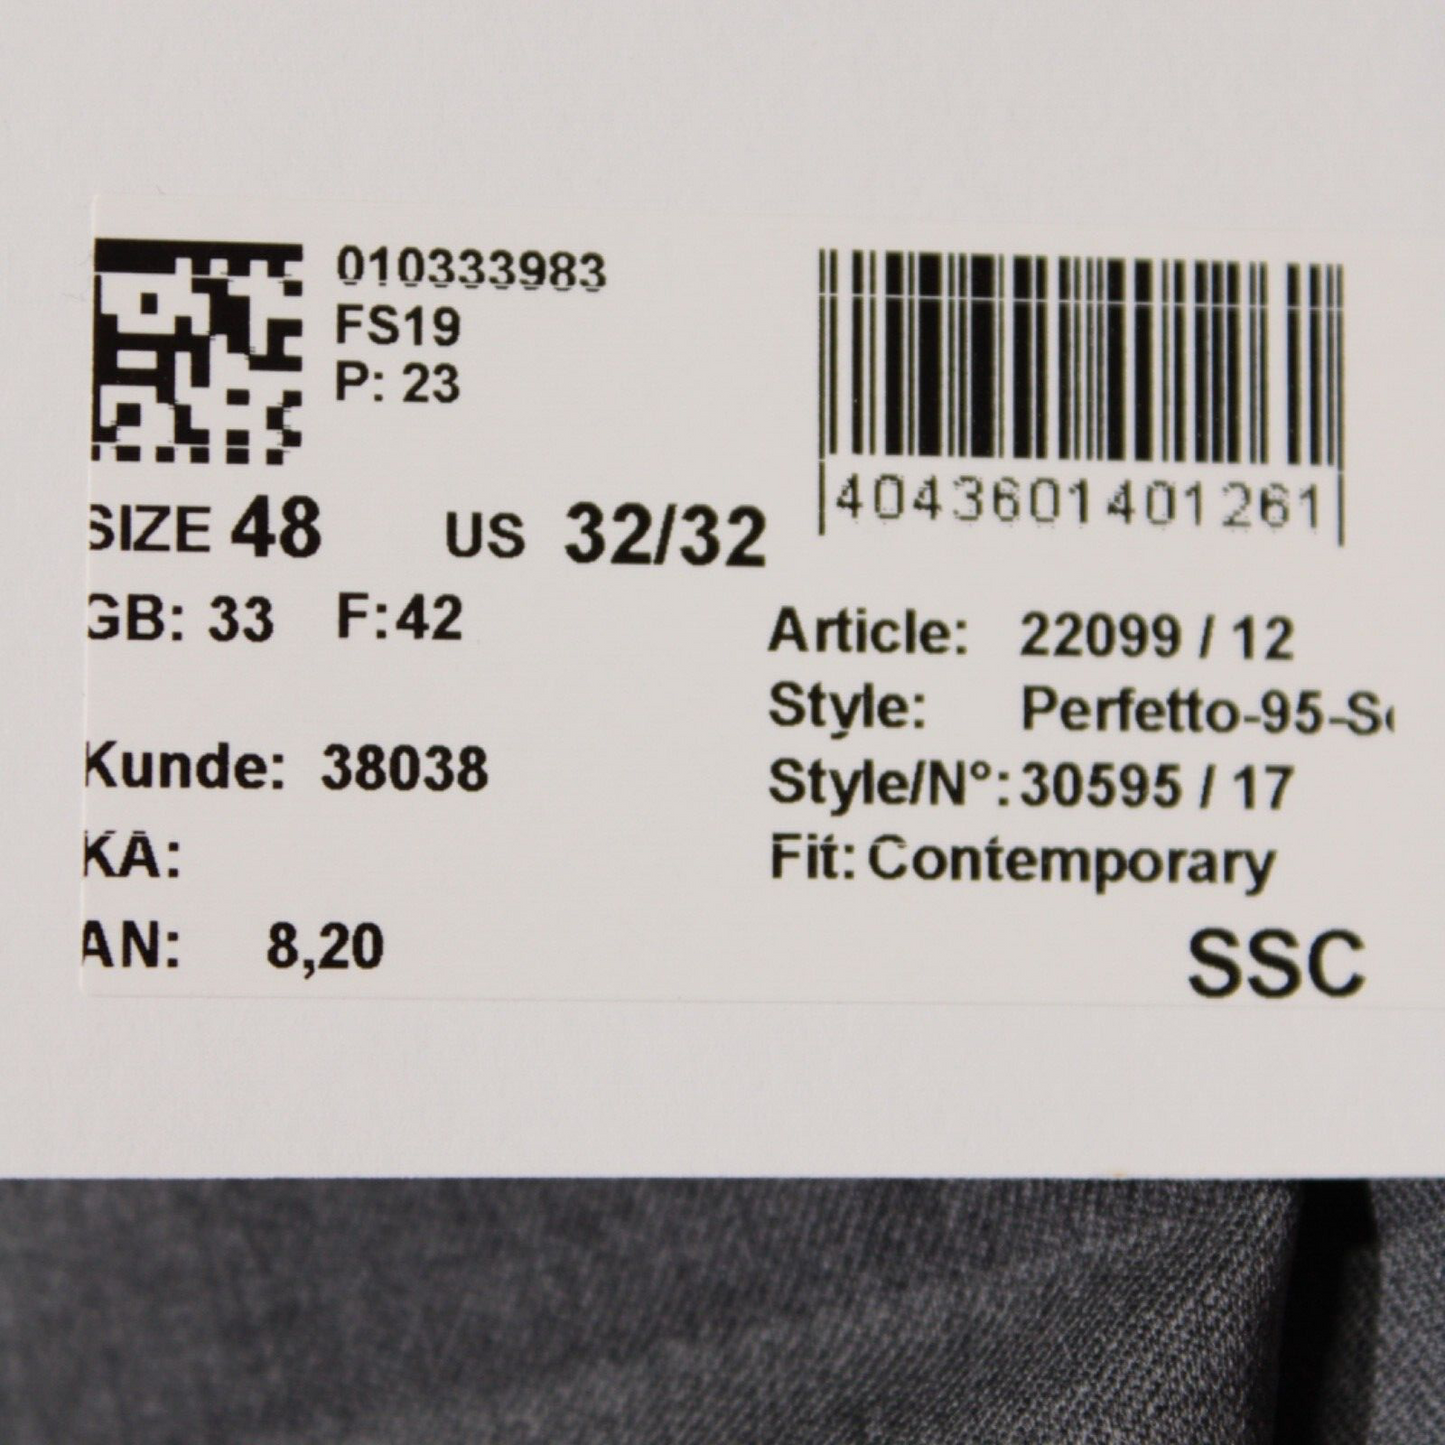 010333983
FS19
P: 23
SIZE 48 US 32/32
GB: 33 F:42
Kunde: 38038
KA:
AN: 8,20
4043601401261
Article: 22099 / 12
Style: Perfetto-95-S
Style/N°: 30595 / 17
Fit: Contemporary
SSC